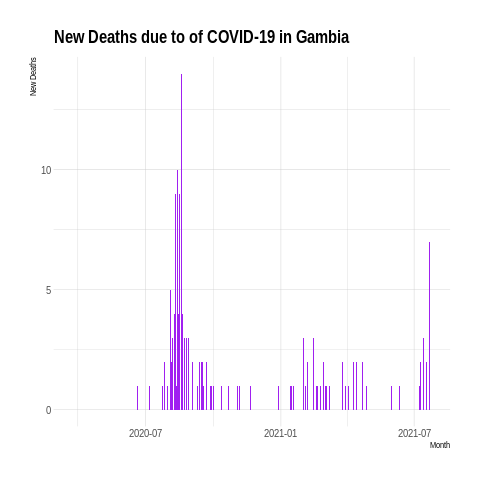 New Deaths due to of COVID-19 in Gambia
New Deaths
10
5
0
2020-07
2021-01
2021-07
Month